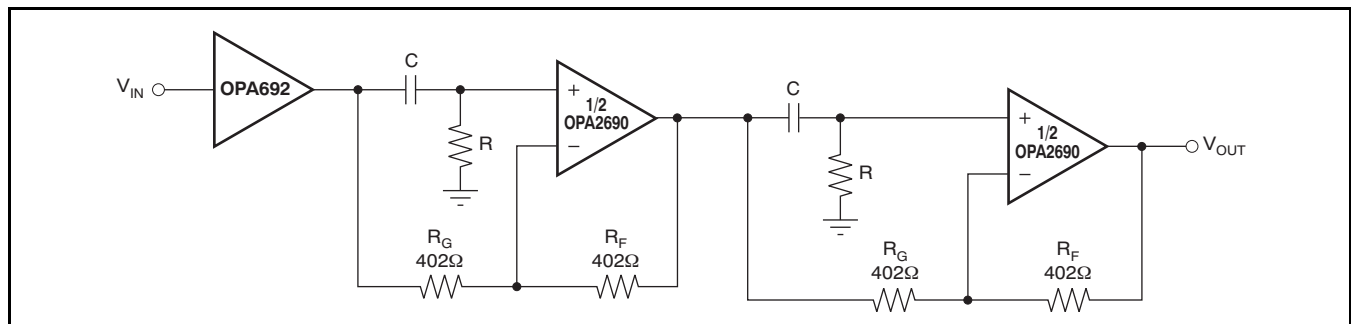 V_IN
OPA692
C
R
+
1/2
OPA2690
−
R_G
402Ω
R_F
402Ω
C
R
+
1/2
OPA2690
−
R_G
402Ω
R_F
402Ω
V_OUT